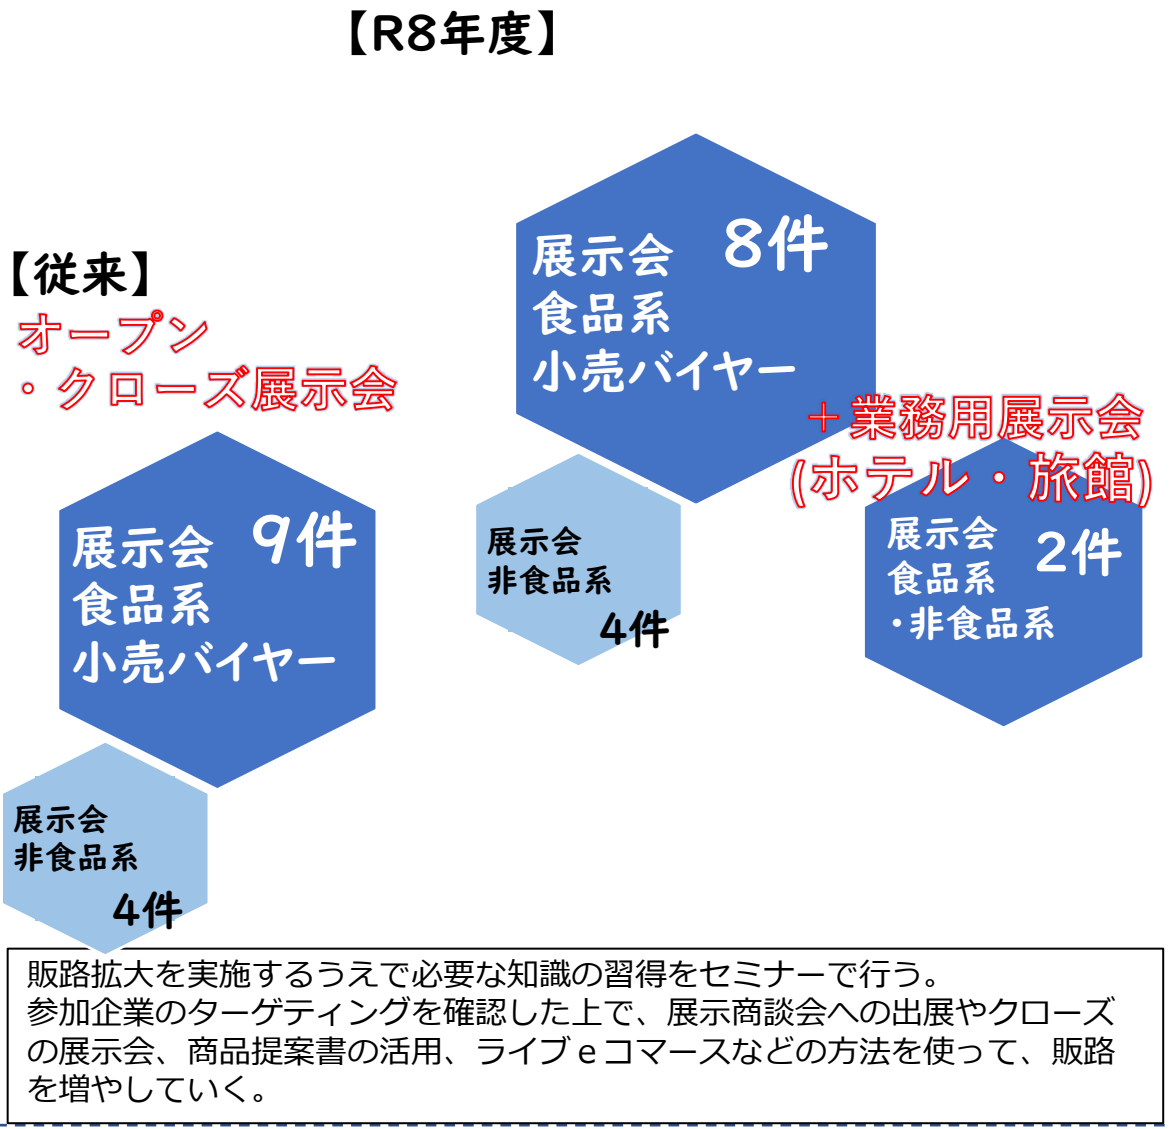 【R8年度】
【従来】
オープン
・クローズ展示会
展示会 9件
食品系
小売バイヤー
展示会
非食品系
4件
展示会 8件
食品系
小売バイヤー
展示会
非食品系
4件
＋業務用展示会
(ホテル・旅館)
展示会
食品系 2件
・非食品系
販路拡大を実施するうえで必要な知識の習得をセミナーで行う。
参加企業のターゲティングを確認した上で、展示商談会への出展やクローズ
の展示会、商品提案書の活用、ライブｅコマースなどの方法を使って、販路
を増やしていく。